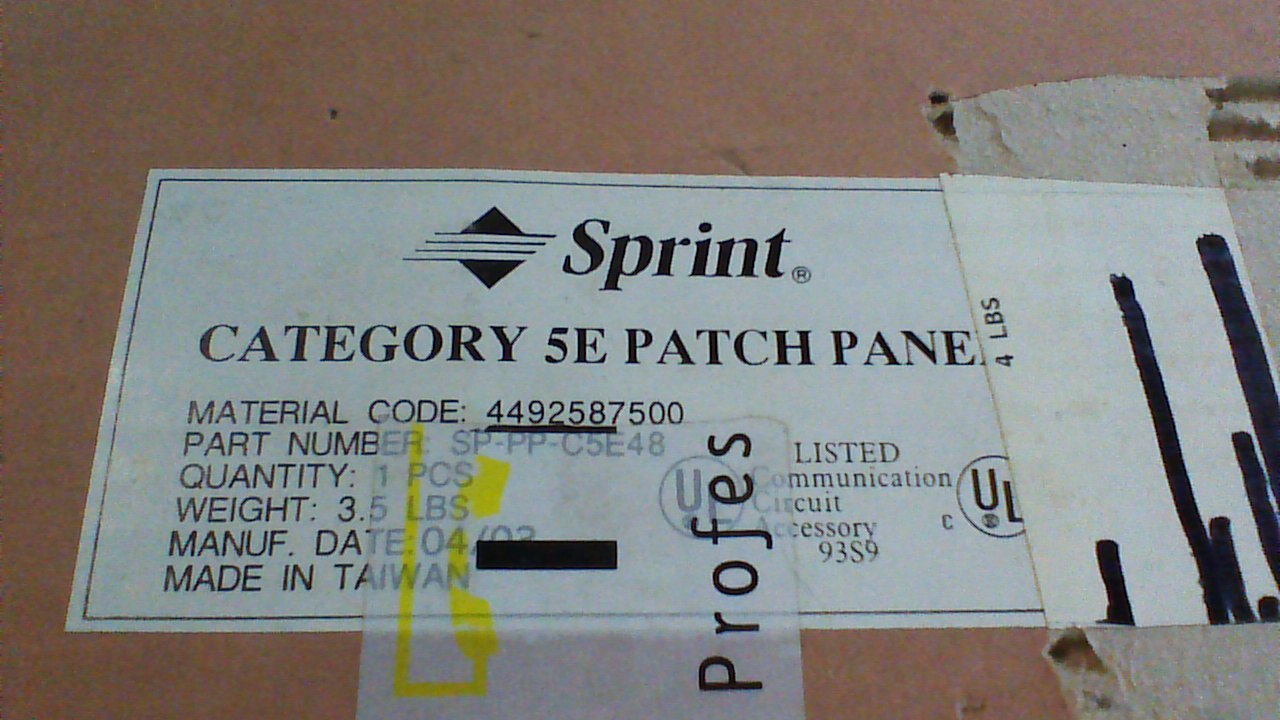 Sprint®
CATEGORY 5E PATCH PANE
MATERIAL CODE: 4492587500
PART NUMBER: SP-PP-C5E48
QUANTITY: 1 PCS
WEIGHT: 3.5 LBS
MANUF. DATE: 04/
MADE IN TAIWAN
UL
LISTED
Communication
Circuit
Accessory
93S9
C UL
4 LBS
Profes